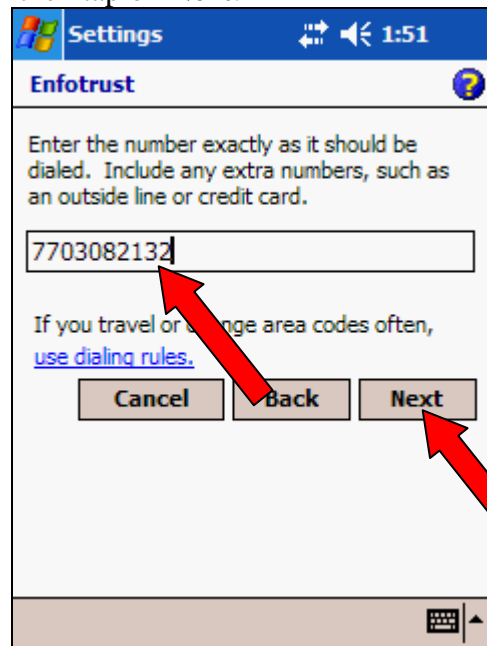 Settings 1:51
Enfotrust
Enter the number exactly as it should be
dialed. Include any extra numbers, such as
an outside line or credit card.
7703082132
If you travel or nge area codes often,
use dialing rules.
Cancel Back Next